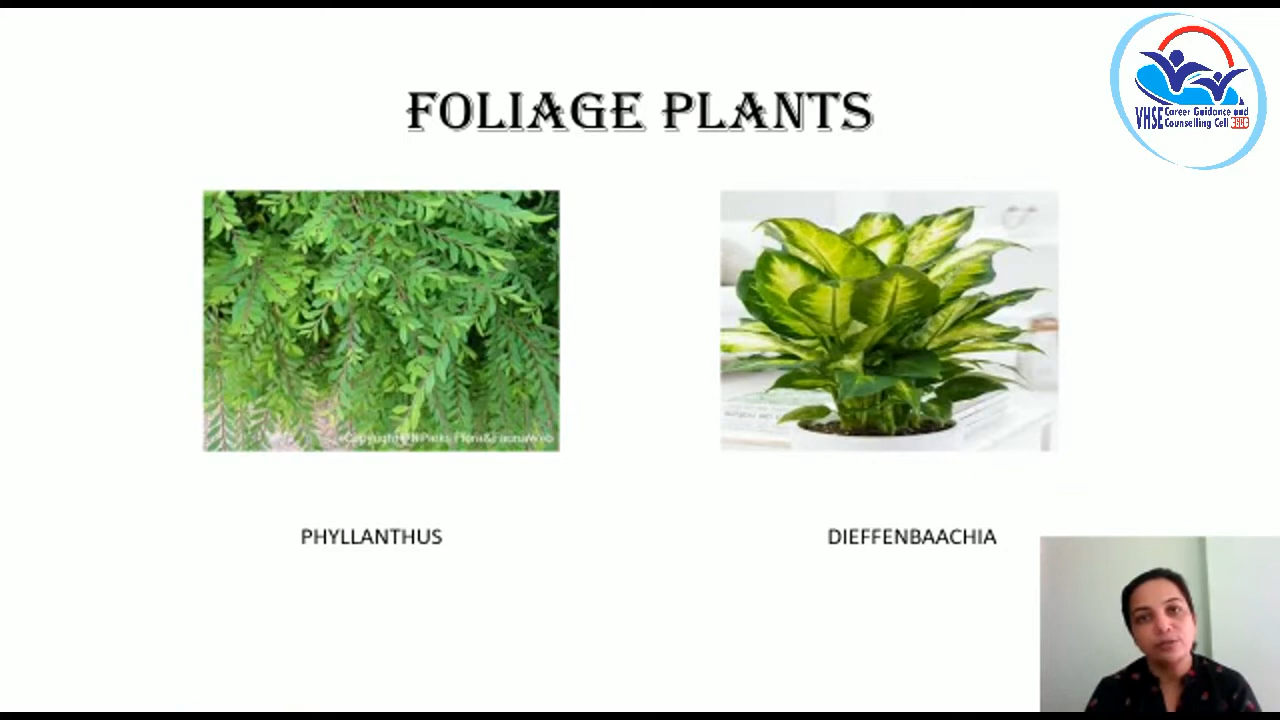 FOLIAGE PLANTS
VHSE Career Guidance and
Counselling Cell
PHYLLANTHUS
DIEFFENBAACHIA